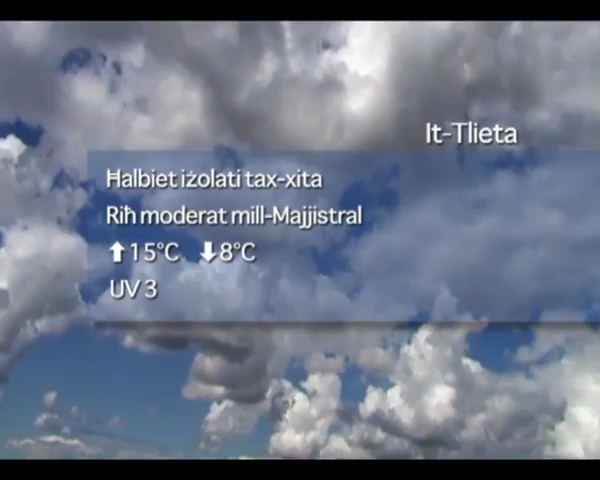 It-Tlieta
Ħalbiet iżolati tax-xita
Riħ moderat mill-Majjistral
⬆15°C ⬇8°C
UV 3